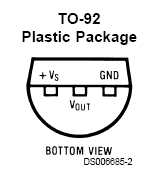 TO-92
Plastic Package
+VS GND
VOUT
BOTTOM VIEW
DS006685-2